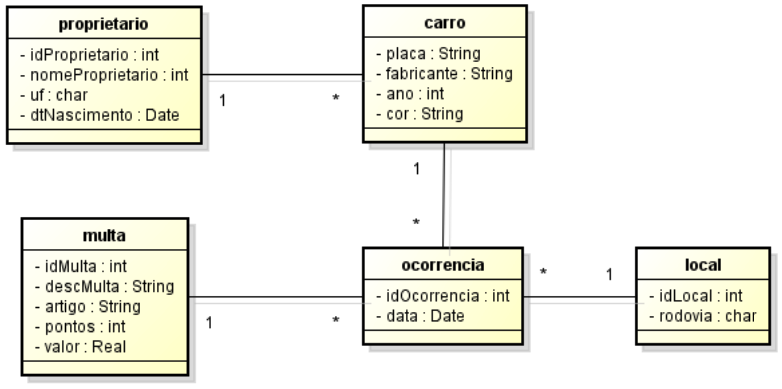 proprietario
- idProprietario : int
- nomeProprietario : int
- uf : char
- dtNascimento : Date
carro
- placa : String
- fabricante : String
- ano : int
- cor : String
1
*
1
*
multa
- idMulta : int
- descMulta : String
- artigo : String
- pontos : int
- valor : Real
1
*
ocorrencia
- idOcorrencia : int
- data : Date
*
1
local
- idLocal : int
- rodovia : char